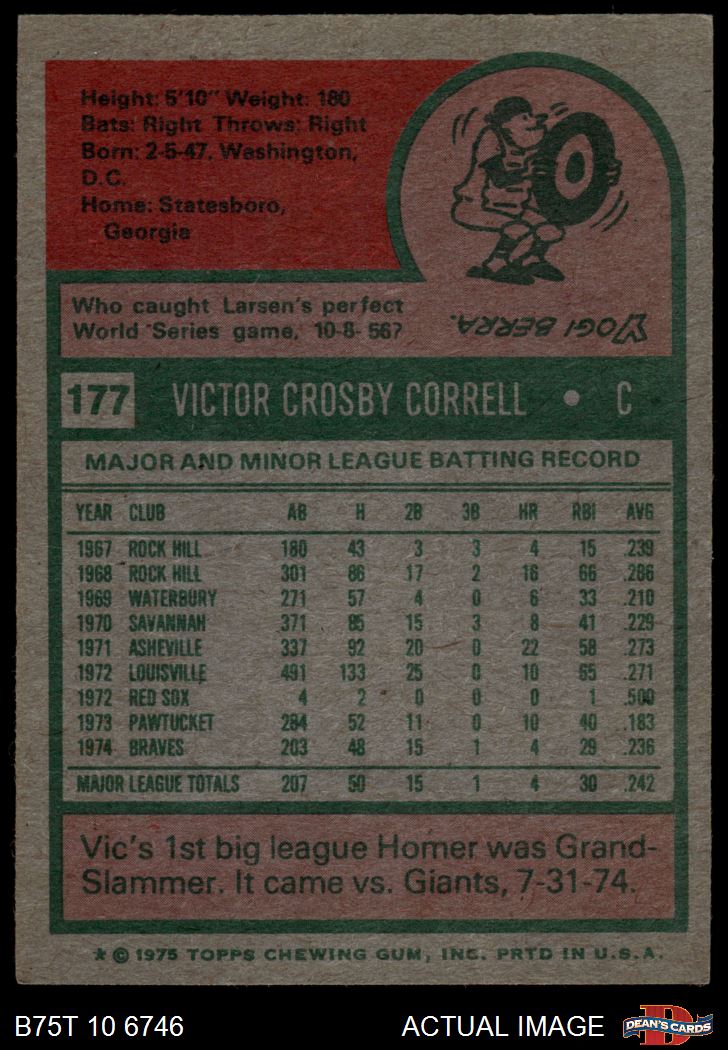 Height: 5'10" Weight: 180
Bats: Right Throws: Right
Born: 2-5-47, Washington,
D.C.
Home: Statesboro,
Georgia
Who caught Larsen's perfect
World Series game, 10-8-56?
YOGI BERRA.
177 VICTOR CROSBY CORRELL • C
MAJOR AND MINOR LEAGUE BATTING RECORD
YEAR CLUB AB H 2B 3B HR RBI AVG
1967 ROCK HILL 180 43 3 3 4 15 .239
1968 ROCK HILL 301 86 17 2 16 66 .286
1969 WATERBURY 271 57 4 0 6 33 .210
1970 SAVANNAH 371 85 15 3 8 41 .229
1971 ASHEVILLE 337 92 20 0 22 58 .273
1972 LOUISVILLE 491 133 25 0 10 65 .271
1972 RED SOX 4 2 0 0 0 1 .500
1973 PAWTUCKET 284 52 11 0 10 40 .183
1974 BRAVES 203 48 15 1 4 29 .236
MAJOR LEAGUE TOTALS 207 50 15 1 4 30 .242
Vic's 1st big league Homer was Grand-
Slammer. It came vs. Giants, 7-31-74.
* © 1975 TOPPS CHEWING GUM, INC. PRTD IN U.S.A.
B75T 10 6746 ACTUAL IMAGE DEAN'S CARDS